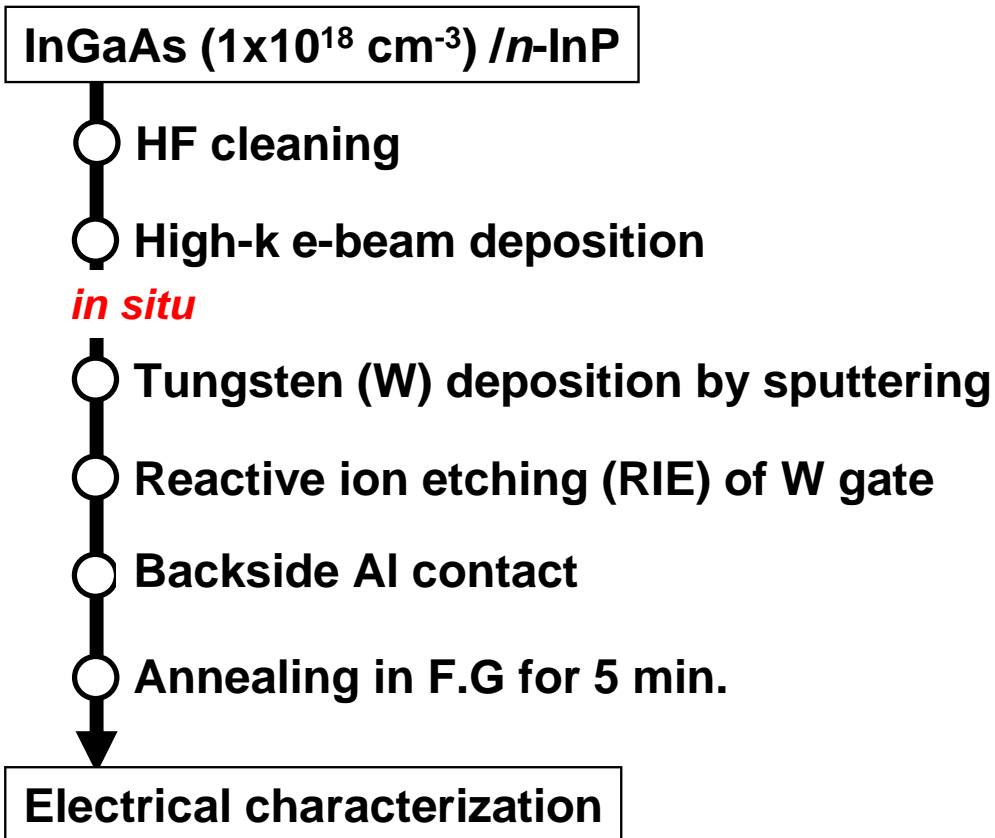 InGaAs (1x10¹⁸ cm⁻³) /n-InP
HF cleaning
High-k e-beam deposition
in situ
Tungsten (W) deposition by sputtering
Reactive ion etching (RIE) of W gate
Backside Al contact
Annealing in F.G for 5 min.
Electrical characterization